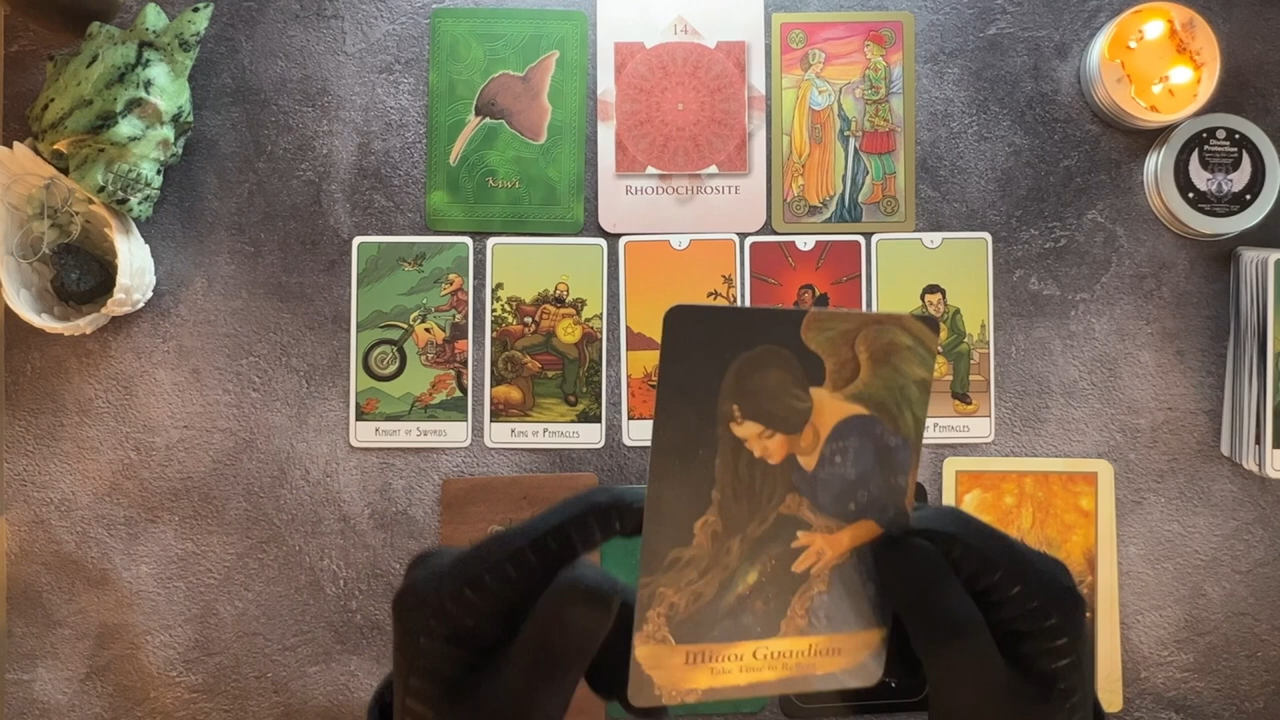 Kiwi
14
RHODOCHROSITE
Divine
Protection
KNIGHT OF SWORDS
KING OF PENTACLES
2
7
OF PENTACLES
Mirror Guardian
Take Time to Reflect